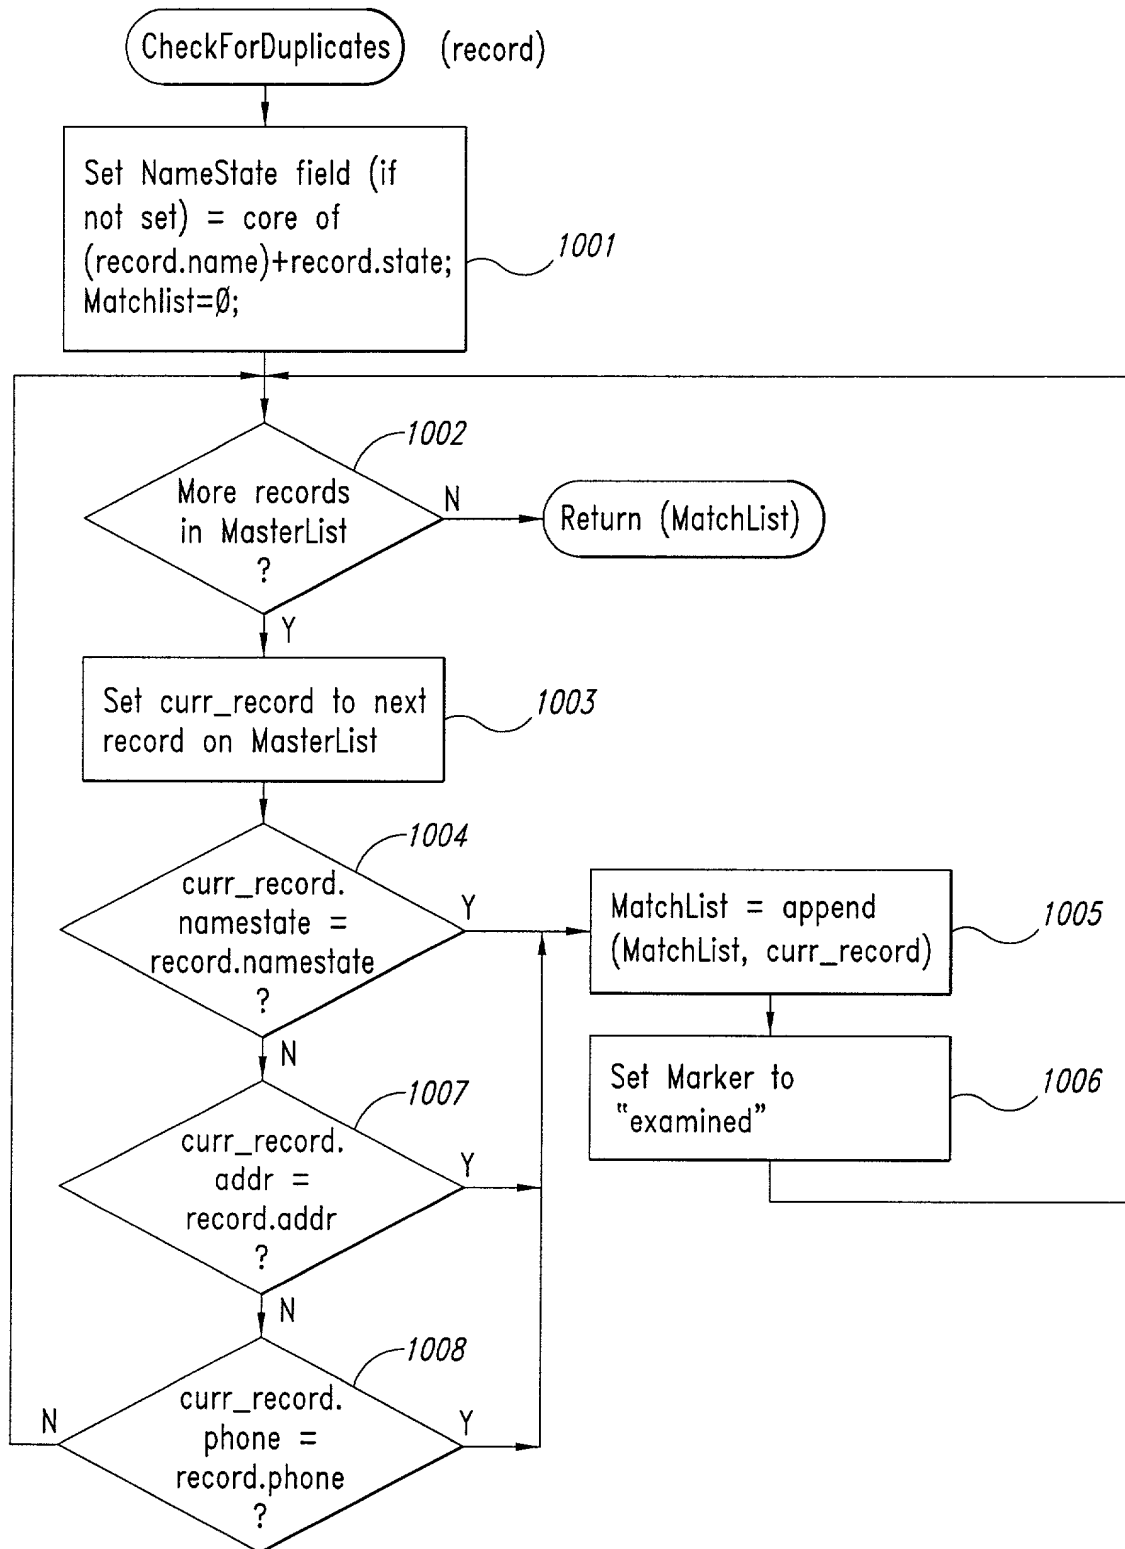 CheckForDuplicates (record)
Set NameState field (if
not set) = core of
(record.name)+record.state;
Matchlist=Ø;
1001
1002
More records
in MasterList
?
N
Return (MatchList)
Y
Set curr_record to next
record on MasterList
1003
1004
curr_record.
namestate =
record.namestate
?
Y
MatchList = append
(MatchList, curr_record)
1005
N
Set Marker to
"examined"
1006
1007
curr_record.
addr =
record.addr
?
Y
N
1008
curr_record.
phone =
record.phone
?
N
Y